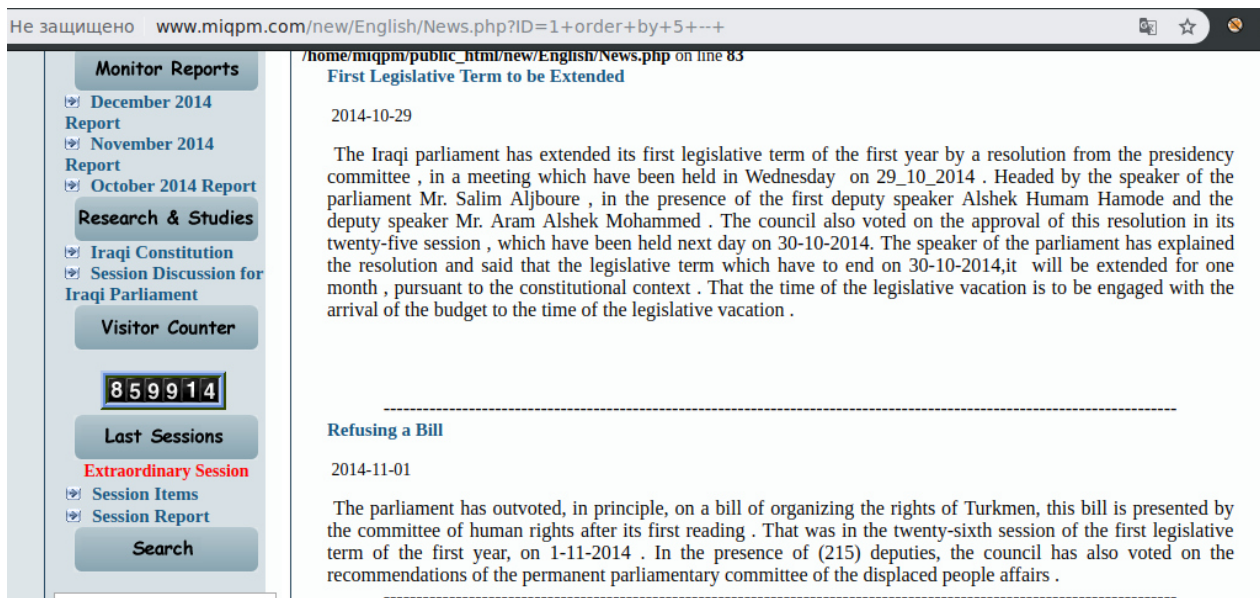 Не защищено www.miqpm.com/new/English/News.php?ID=1+order+by+5+--+
Monitor Reports
December 2014
Report
November 2014
Report
October 2014 Report
Research & Studies
Iraqi Constitution
Session Discussion for
Iraqi Parliament
Visitor Counter
859914
Last Sessions
Extraordinary Session
Session Items
Session Report
Search
/home/miqpm/public_html/new/English/News.php on line 83
First Legislative Term to be Extended
2014-10-29
The Iraqi parliament has extended its first legislative term of the first year by a resolution from the presidency
committee , in a meeting which have been held in Wednesday on 29_10_2014 . Headed by the speaker of the
parliament Mr. Salim Aljboure , in the presence of the first deputy speaker Alshek Humam Hamode and the
deputy speaker Mr. Aram Alshek Mohammed . The council also voted on the approval of this resolution in its
twenty-five session , which have been held next day on 30-10-2014. The speaker of the parliament has explained
the resolution and said that the legislative term which have to end on 30-10-2014,it will be extended for one
month , pursuant to the constitutional context . That the time of the legislative vacation is to be engaged with the
arrival of the budget to the time of the legislative vacation .
Refusing a Bill
2014-11-01
The parliament has outvoted, in principle, on a bill of organizing the rights of Turkmen, this bill is presented by
the committee of human rights after its first reading . That was in the twenty-sixth session of the first legislative
term of the first year, on 1-11-2014 . In the presence of (215) deputies, the council has also voted on the
recommendations of the permanent parliamentary committee of the displaced people affairs .